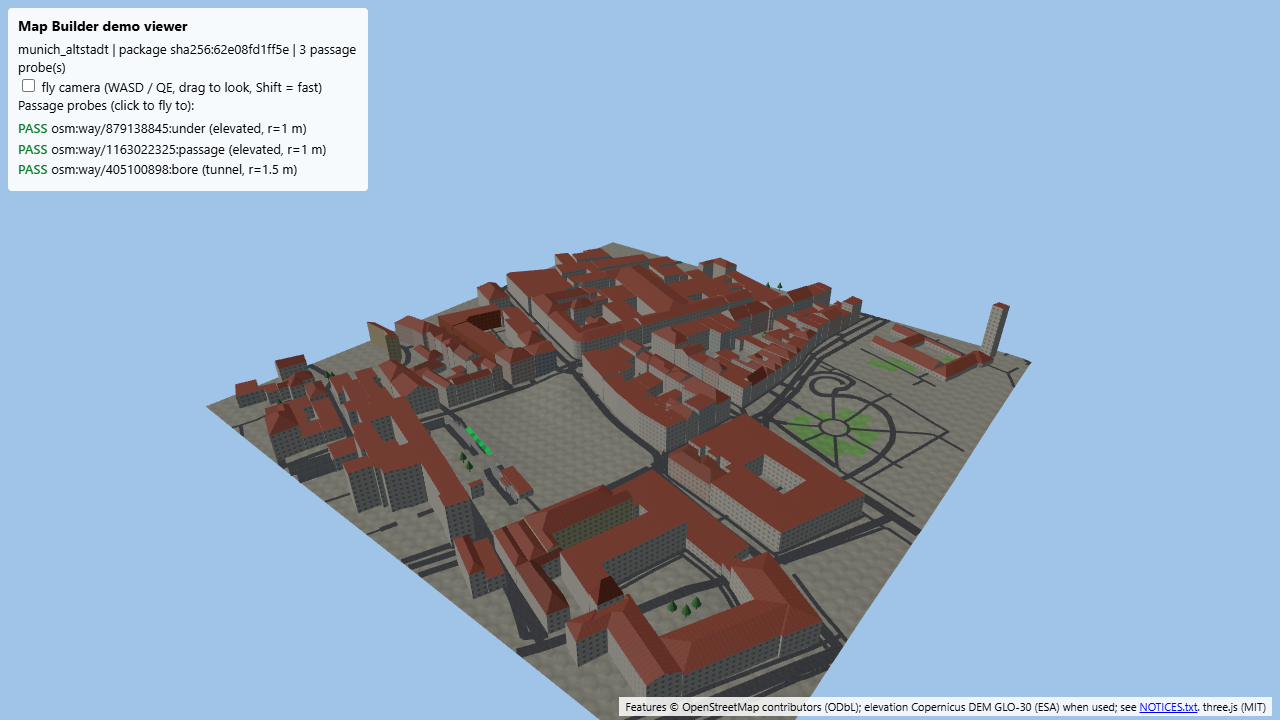 Map Builder demo viewer
munich_altstadt | package sha256:62e08fd1ff5e | 3 passage
probe(s)
fly camera (WASD / QE, drag to look, Shift = fast)
Passage probes (click to fly to):
PASS osm:way/879138845:under (elevated, r=1 m)
PASS osm:way/1163022325:passage (elevated, r=1 m)
PASS osm:way/405100898:bore (tunnel, r=1.5 m)
Features © OpenStreetMap contributors (ODbL); elevation Copernicus DEM GLO-30 (ESA) when used; see NOTICES.txt. three.js (MIT)